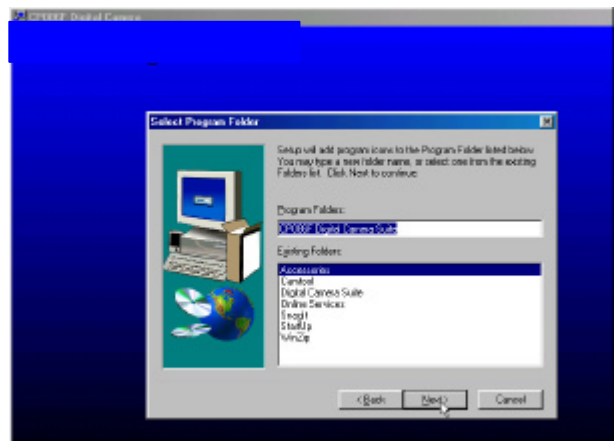 Digital Camera
Select Program Folder
Setup will add program icons to the Program Folder listed below.
You may type a new folder name, or select one from the existing
Folders list. Click Next to continue.
Program Folders:
Digital Camera Suite
Existing Folders:
Accessories
Digital Camera Suite
Online Services
SnagIt
StartUp
WinZip
< Back
Next >
Cancel